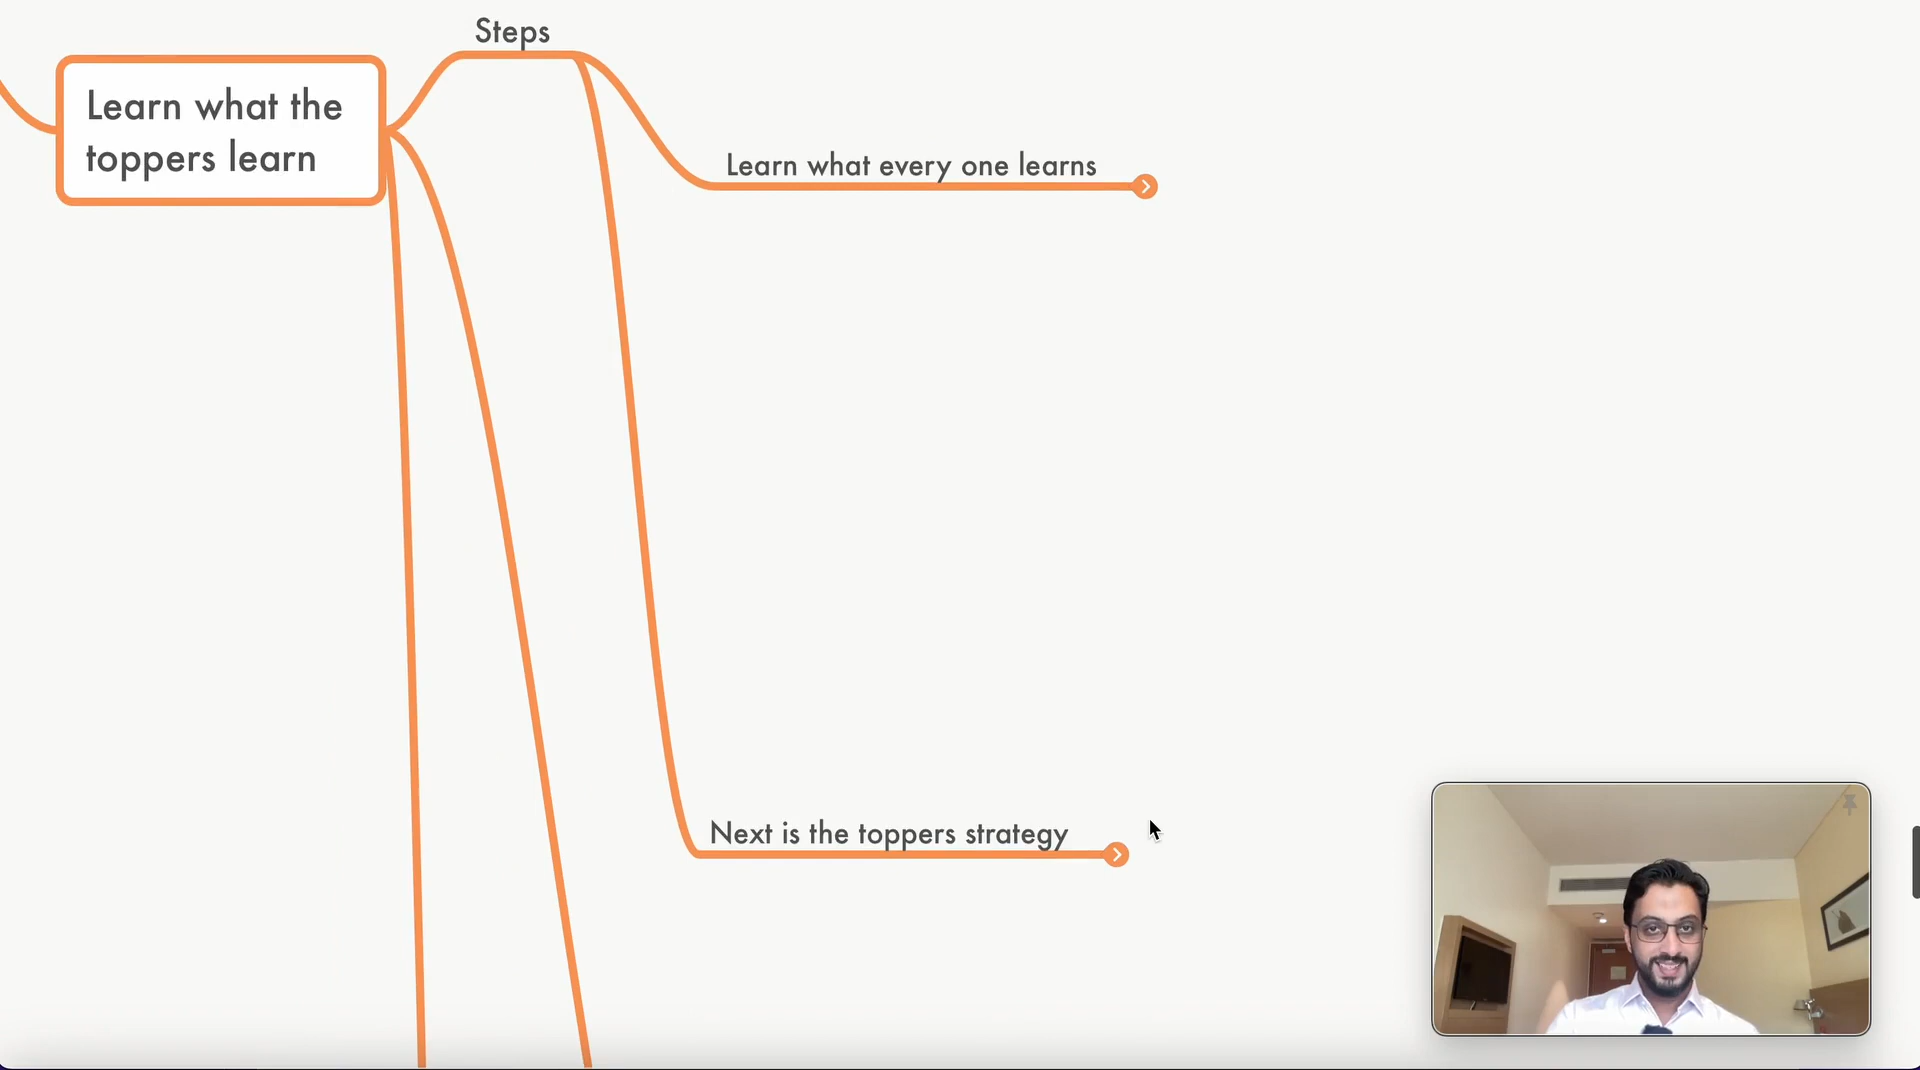 Steps
Learn what the
toppers learn
Learn what every one learns
Next is the toppers strategy